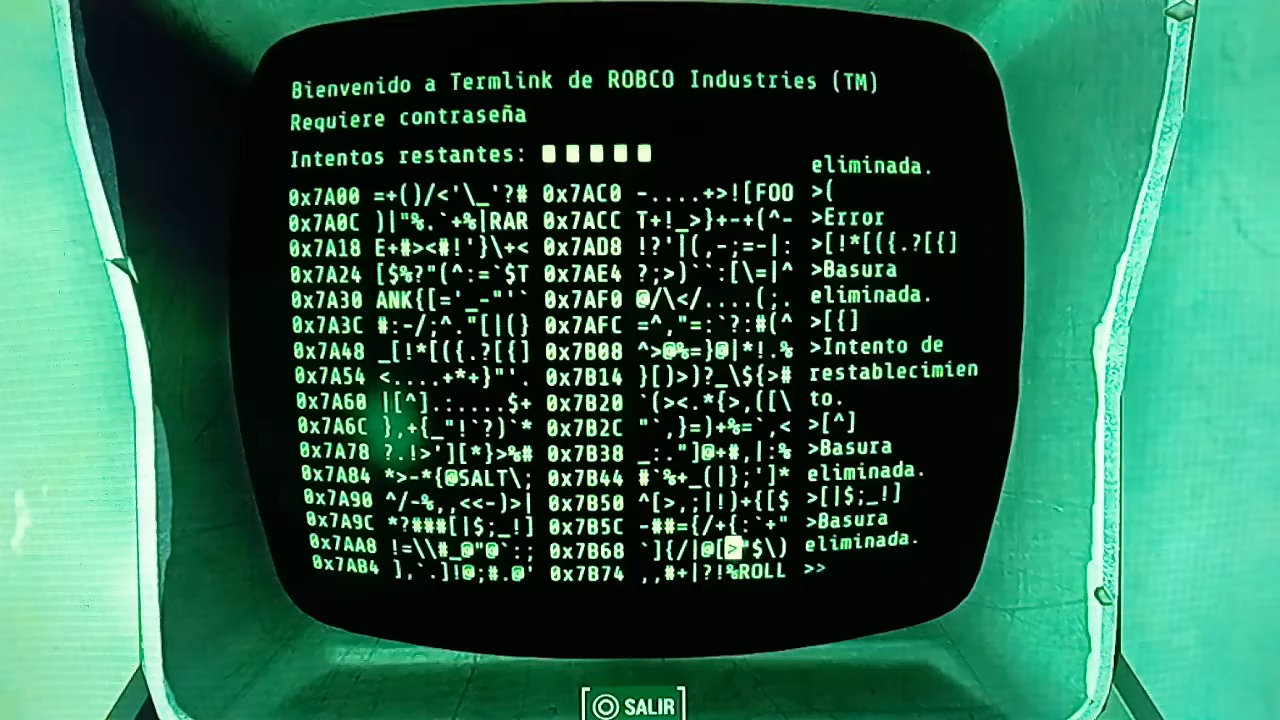 Bienvenido a Termlink de ROBCO Industries (TM)
Requiere contraseña
Intentos restantes: ■ ■ ■ ■ ■
0x7A00 =+()/<'\_'?# 0x7AC0 -....+>![FOO
0x7A0C )|"%.`+%|RAR 0x7ACC T+!_>}+-+(^-
0x7A18 E+#><#!'}\+< 0x7AD8 !?'|(,-;=-|:
0x7A24 [$%?"(^:=`$T 0x7AE4 ?;>)``:[\=|^
0x7A30 ANK{[='_-"'` 0x7AF0 @/\</....(;.
0x7A3C #:-/;^."[|(} 0x7AFC =^,"=:`?:#(^
0x7A48 _[!*[({.?[{] 0x7B08 ^>@%=}@|*!.%
0x7A54 <....+*+}"'. 0x7B14 }[)>)?_\${>#
0x7A60 |[^].:....$+ 0x7B20 `(><.*{>,([\
0x7A6C },+{_"!`?)`* 0x7B2C "`,}=)+%=`,<
0x7A78 ?.!>'][*}>%# 0x7B38 _:."]@+#,|:%
0x7A84 *>-*{@SALT\; 0x7B44 #`%+_(|};']*
0x7A90 ^/-%,,<<-)>| 0x7B50 ^[>,;|!)+{[$
0x7A9C *?###[|$;_!] 0x7B5C -##={/+{:`+"
0x7AA8 !=\\#_@"@`:; 0x7B68 `]{/|@[>"$\)
0x7AB4 ],`.]!@;#.@' 0x7B74 ,,#+|?!%ROLL
eliminada.
>(
>Error
>[!*[({.?[{]
>Basura
eliminada.
>[{]
>Intento de
restablecimien
to.
>[^]
>Basura
eliminada.
>[|$;_!]
>Basura
eliminada.
>>
SALIR